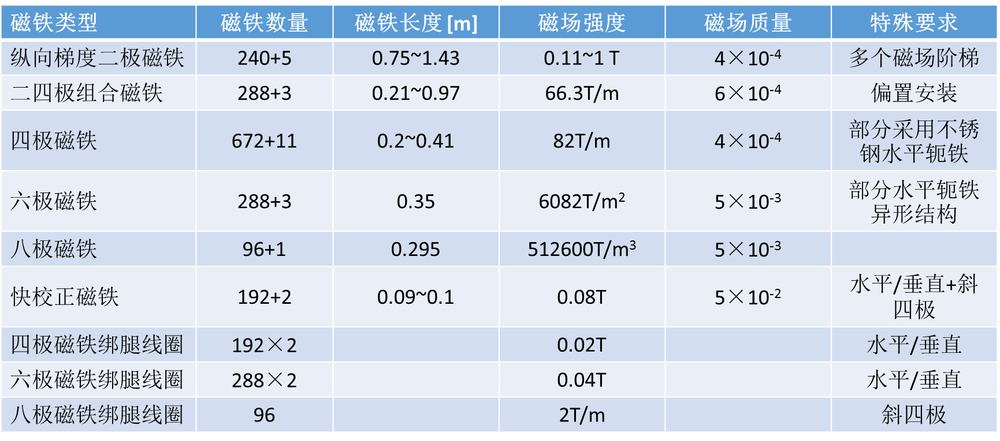 磁铁类型 磁铁数量 磁铁长度 [m] 磁场强度 磁场质量 特殊要求
纵向梯度二极磁铁 240+5 0.75~1.43 0.11~1 T 4×10⁻⁴ 多个磁场阶梯
二四极组合磁铁 288+3 0.21~0.97 66.3T/m 6×10⁻⁴ 偏置安装
四极磁铁 672+11 0.2~0.41 82T/m 4×10⁻⁴ 部分采用不锈
钢水平轭铁
六极磁铁 288+3 0.35 6082T/m² 5×10⁻³ 部分水平轭铁
异形结构
八极磁铁 96+1 0.295 512600T/m³ 5×10⁻³
快校正磁铁 192+2 0.09~0.1 0.08T 5×10⁻² 水平/垂直+斜
四极
四极磁铁绑腿线圈 192×2 0.02T 水平/垂直
六极磁铁绑腿线圈 288×2 0.04T 水平/垂直
八极磁铁绑腿线圈 96 2T/m 斜四极